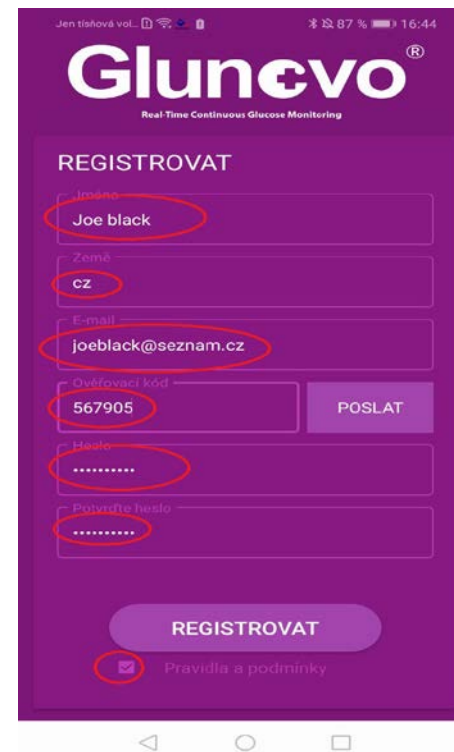 Jen tísňová vol... 87 % 16:44
Glunovo®
Real-Time Continuous Glucose Monitoring
REGISTROVAT
Jméno
Joe black
Země
cz
E-mail
joeblack@seznam.cz
Ověřovací kód
567905 POSLAT
Heslo
••••••••••
Potvrďte heslo
••••••••••
REGISTROVAT
Pravidla a podmínky